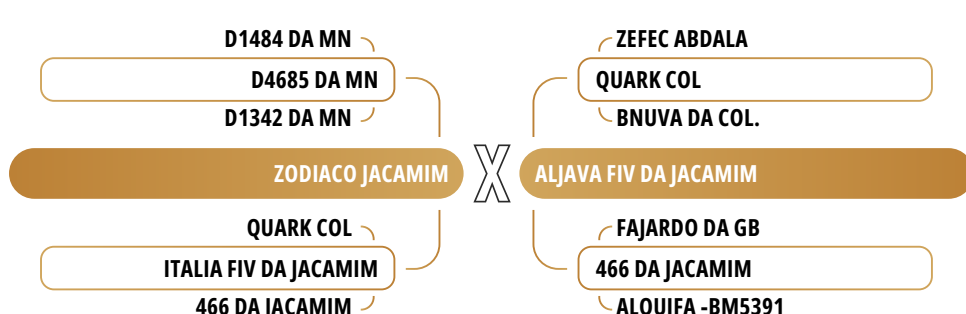 D1484 DA MN
D4685 DA MN
D1342 DA MN
ZODIACO JACAMIM
QUARK COL
ITALIA FIV DA JACAMIM
466 DA JACAMIM
X
ZEFEC ABDALA
QUARK COL
BNUVA DA COL.
ALJAVA FIV DA JACAMIM
FAJARDO DA GB
466 DA JACAMIM
ALQUIFA -BM5391